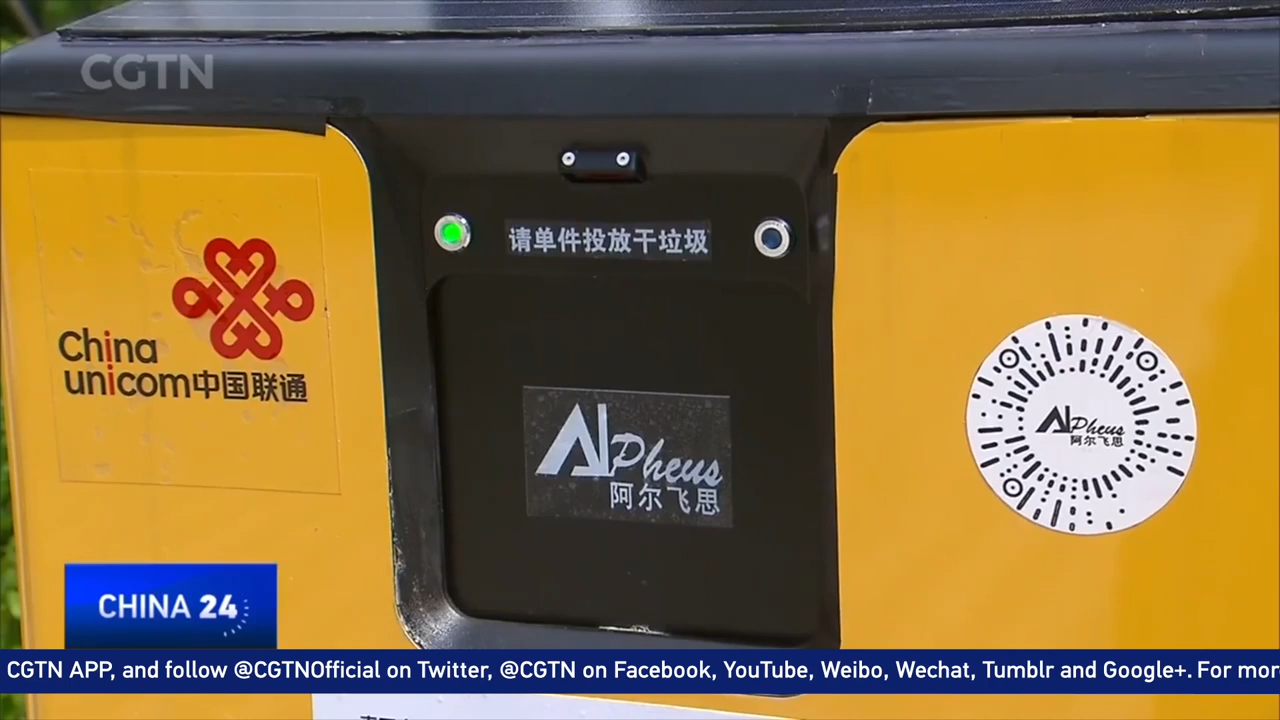 CGTN
请单件投放干垃圾
China
unicom中国联通
AlPheus
阿尔飞思
AlPheus
阿尔飞思
CHINA 24
CGTN APP, and follow @CGTNOfficial on Twitter, @CGTN on Facebook, YouTube, Weibo, Wechat, Tumblr and Google+. For mor